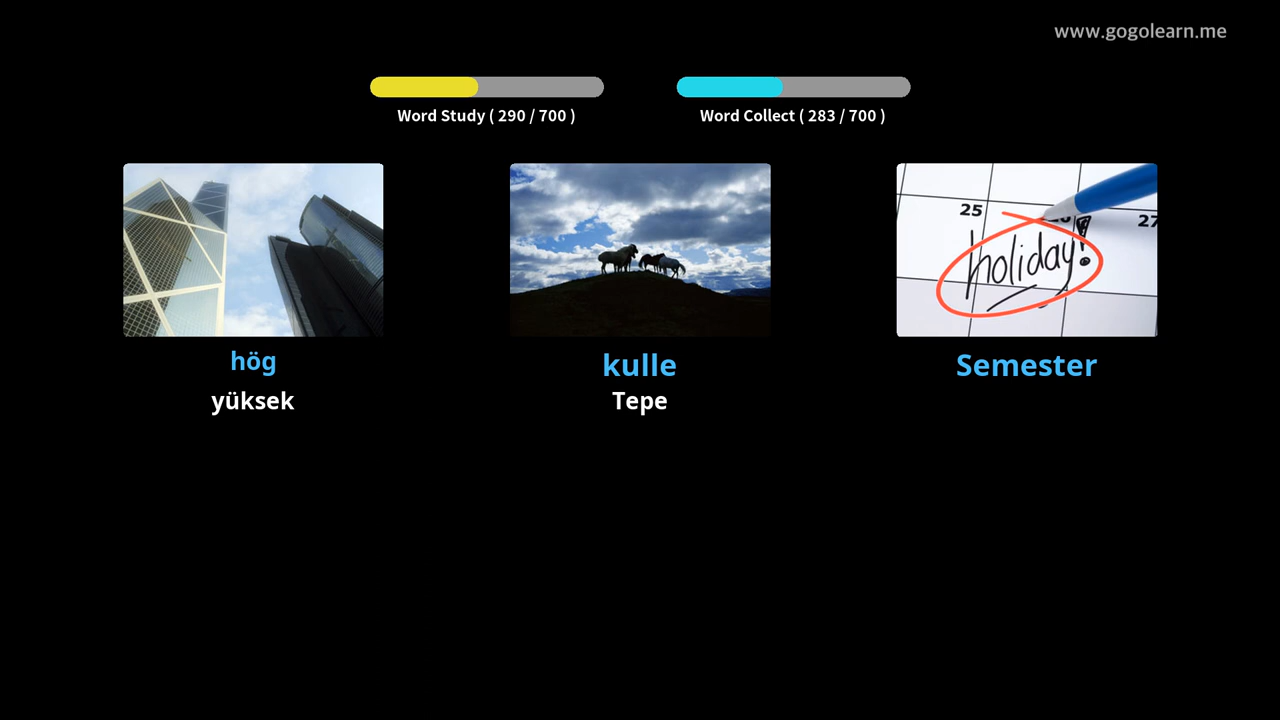 www.gogolearn.me
Word Study ( 290 / 700 )
Word Collect ( 283 / 700 )
25
27
holiday!
hög
kulle
Semester
yüksek
Tepe